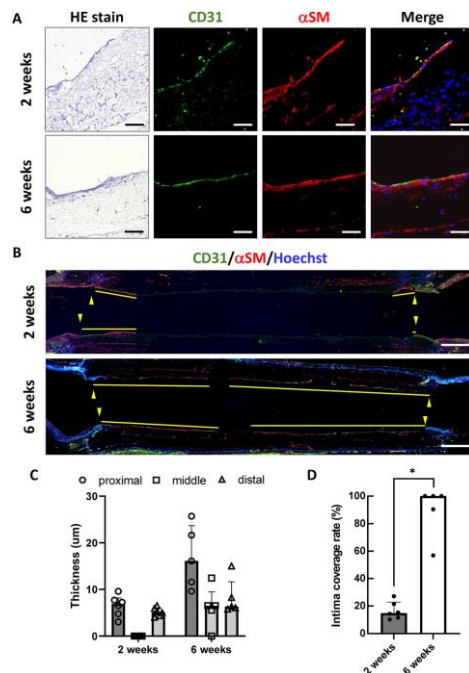 A
HE stain CD31 αSM Merge
2 weeks
6 weeks
B
CD31/αSM/Hoechst
2 weeks
6 weeks
C
proximal middle distal
Thickness (um)
30
20
10
0
2 weeks 6 weeks
D
*
Intima coverage rate (%)
100
80
60
40
20
0
2 weeks
6 weeks